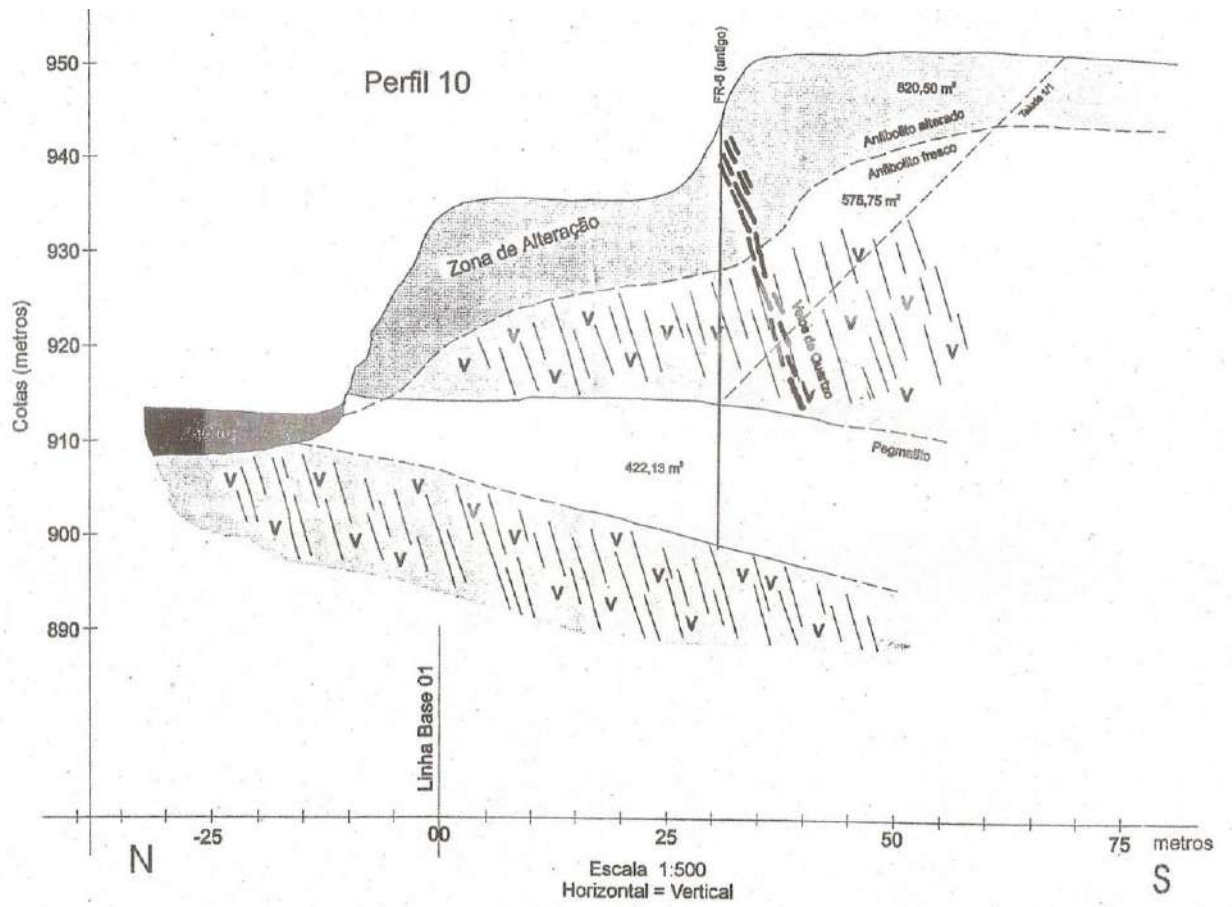 Perfil 10
Cotas (metros)
950
940
930
920
910
900
890
FR-6 (antigo)
820,50 m²
Talude 1/1
Anfibolito alterado
Anfibolito fresco
575,75 m²
Zona de Alteração
V V V V V V V V
Veios de Quartzo
V V V V V
Pegmatito
422,13 m²
V V V V V V V V V V V V V V V V V
Linha Base 01
-25
00
25
50
75
metros
N
Escala 1:500
Horizontal = Vertical
S